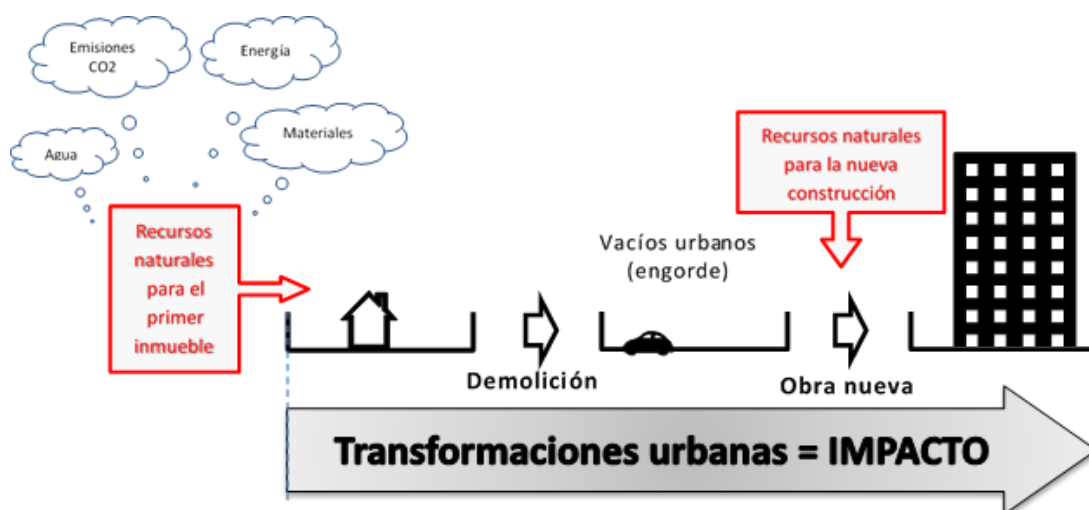 Emisiones
CO2
Energía
Materiales
Agua
Recursos
naturales
para el
primer
inmueble
Recursos naturales
para la nueva
construcción
Vacíos urbanos
(engorde)
Demolición
Obra nueva
Transformaciones urbanas = IMPACTO